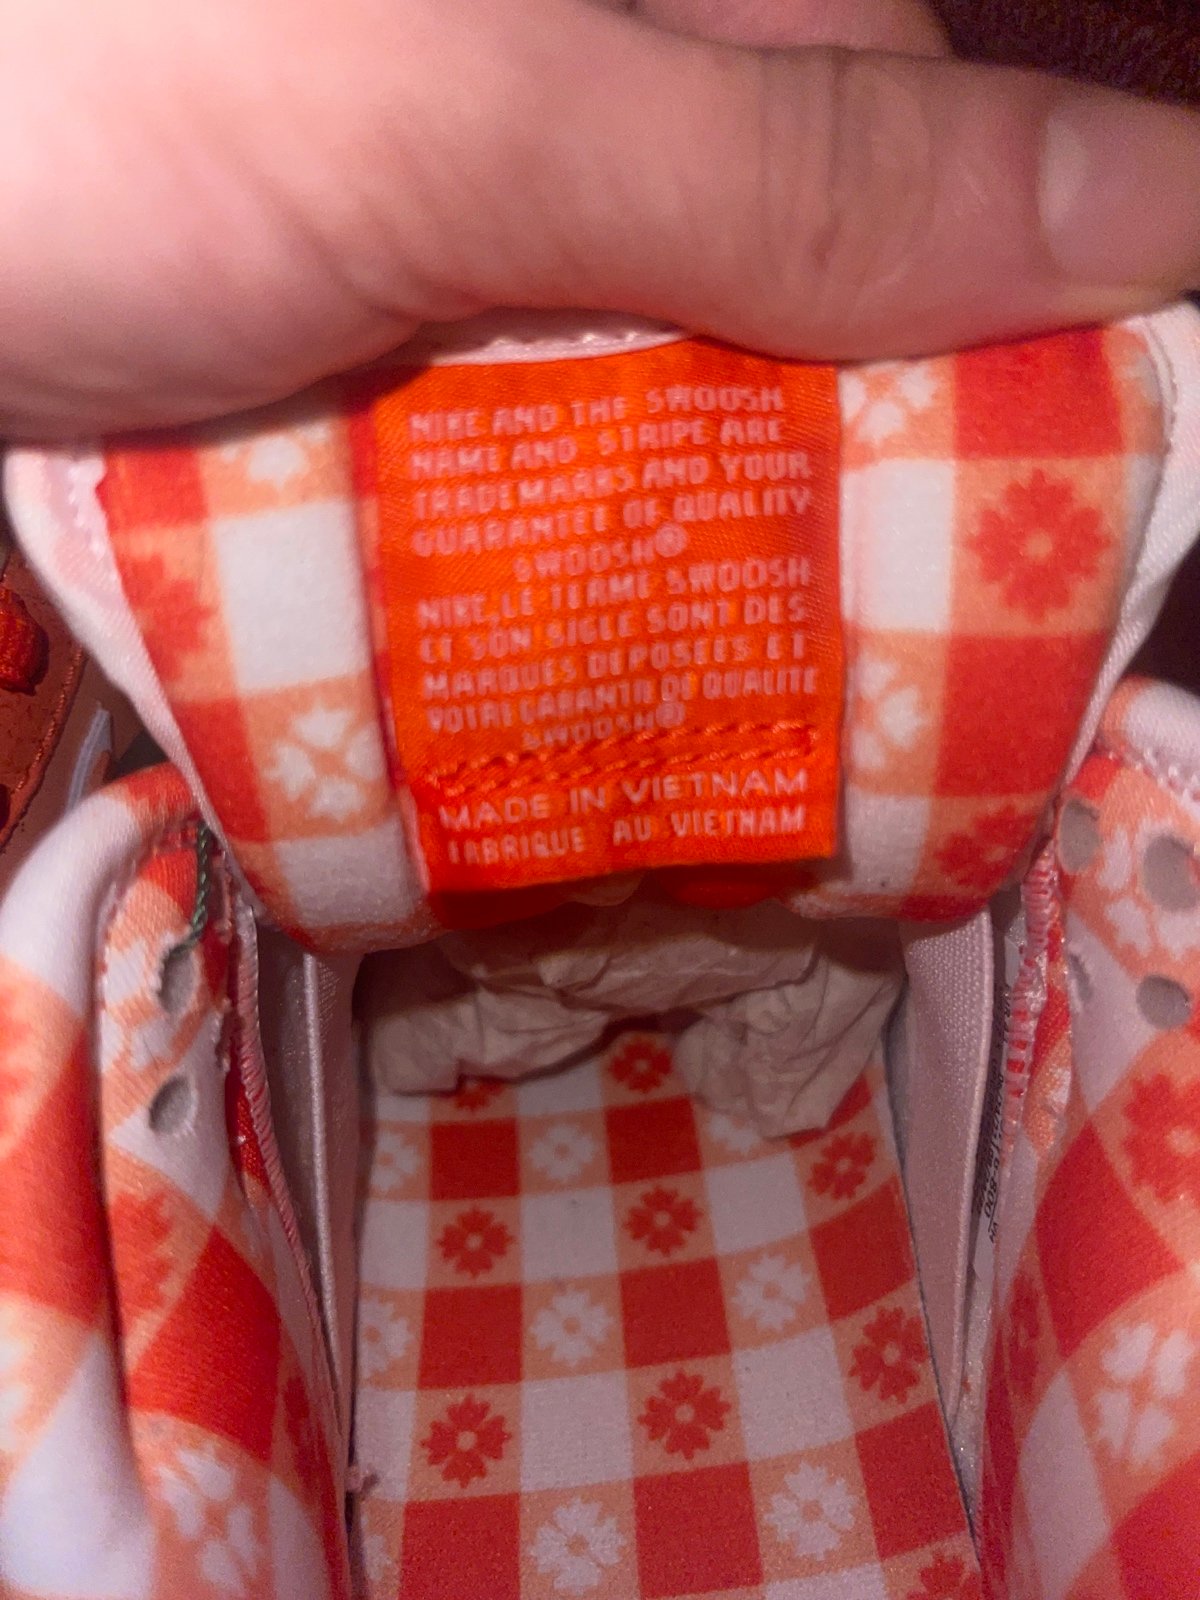 NIKE AND THE SWOOSH
NAME AND STRIPE ARE
TRADEMARKS AND YOUR
GUARANTEE OF QUALITY
SWOOSH®
NIKE, LE TERME SWOOSH
ET SON SIGLE SONT DES
MARQUES DEPOSEES ET
VOTRE GARANTIE DE QUALITE
SWOOSH®
MADE IN VIETNAM
FABRIQUE AU VIETNAM